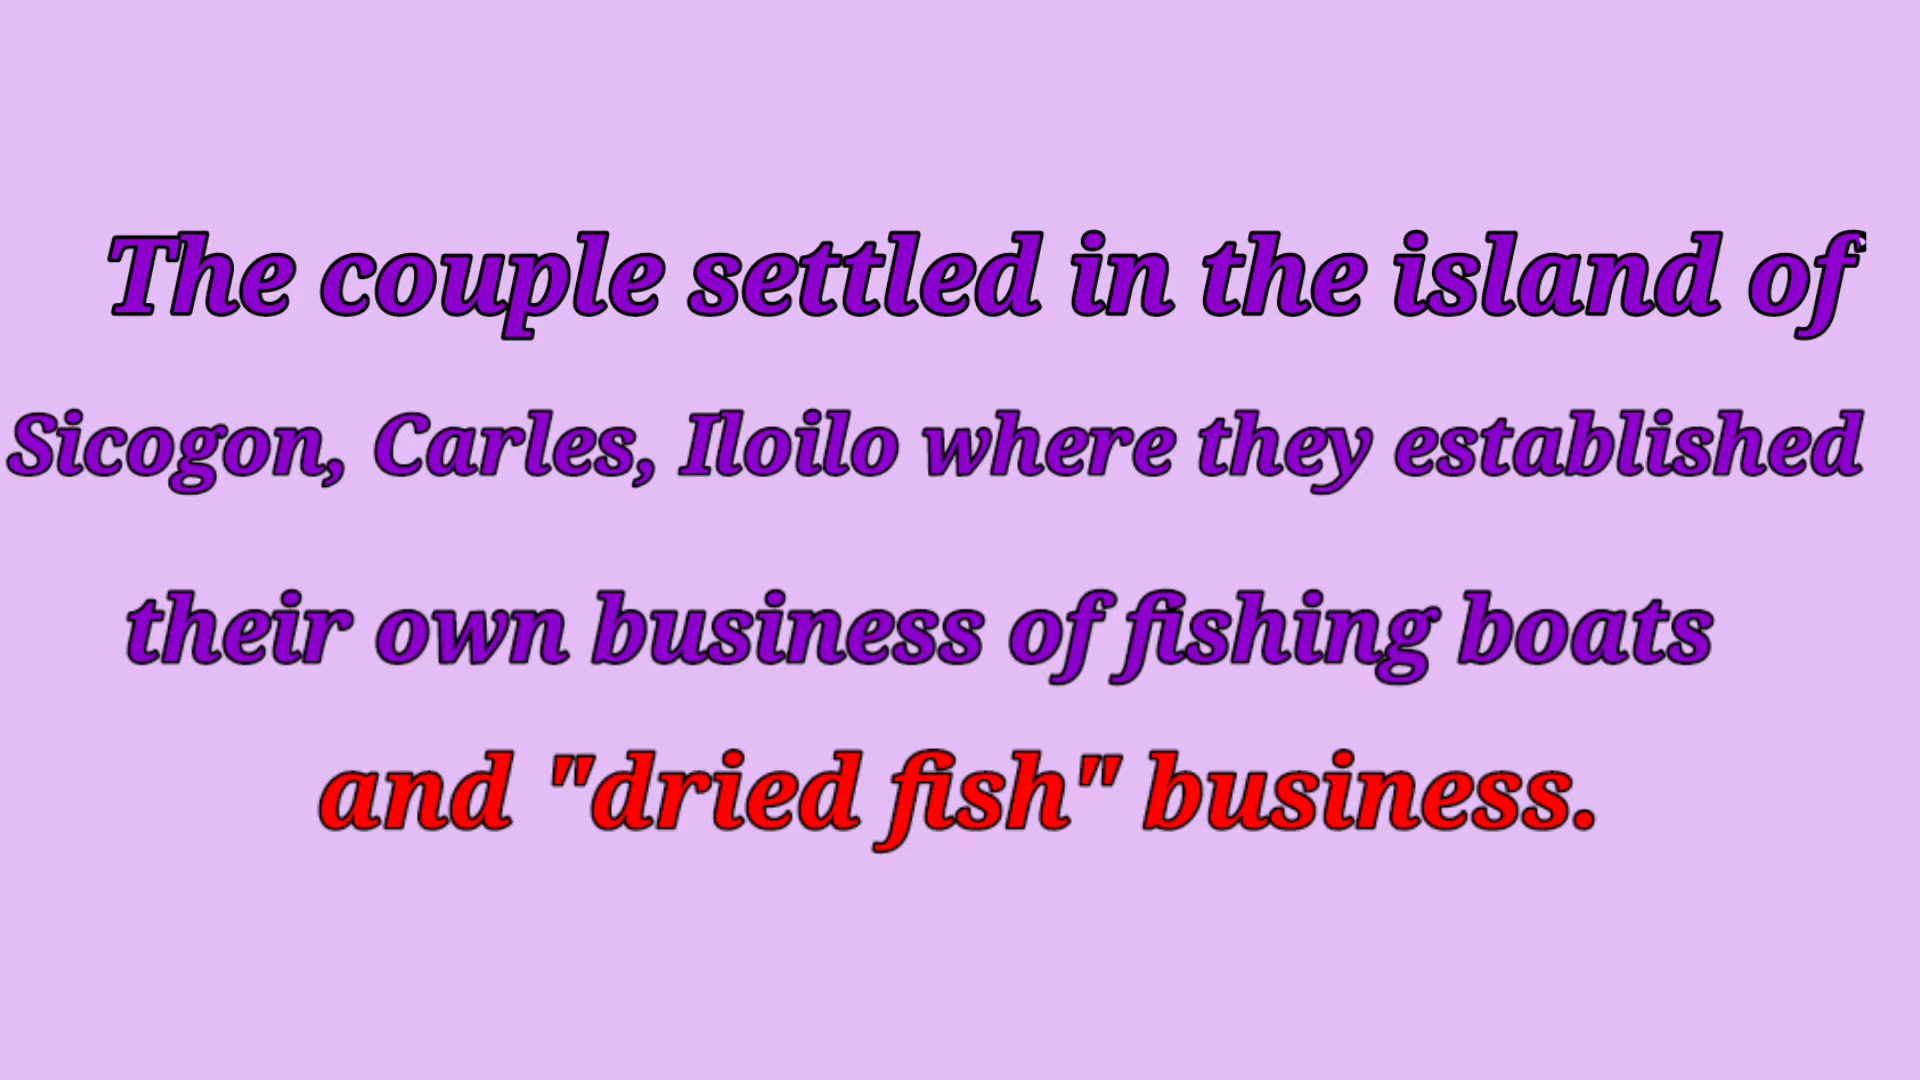 The couple settled in the island of
Sicogon, Carles, Iloilo where they established
their own business of fishing boats
and "dried fish" business.